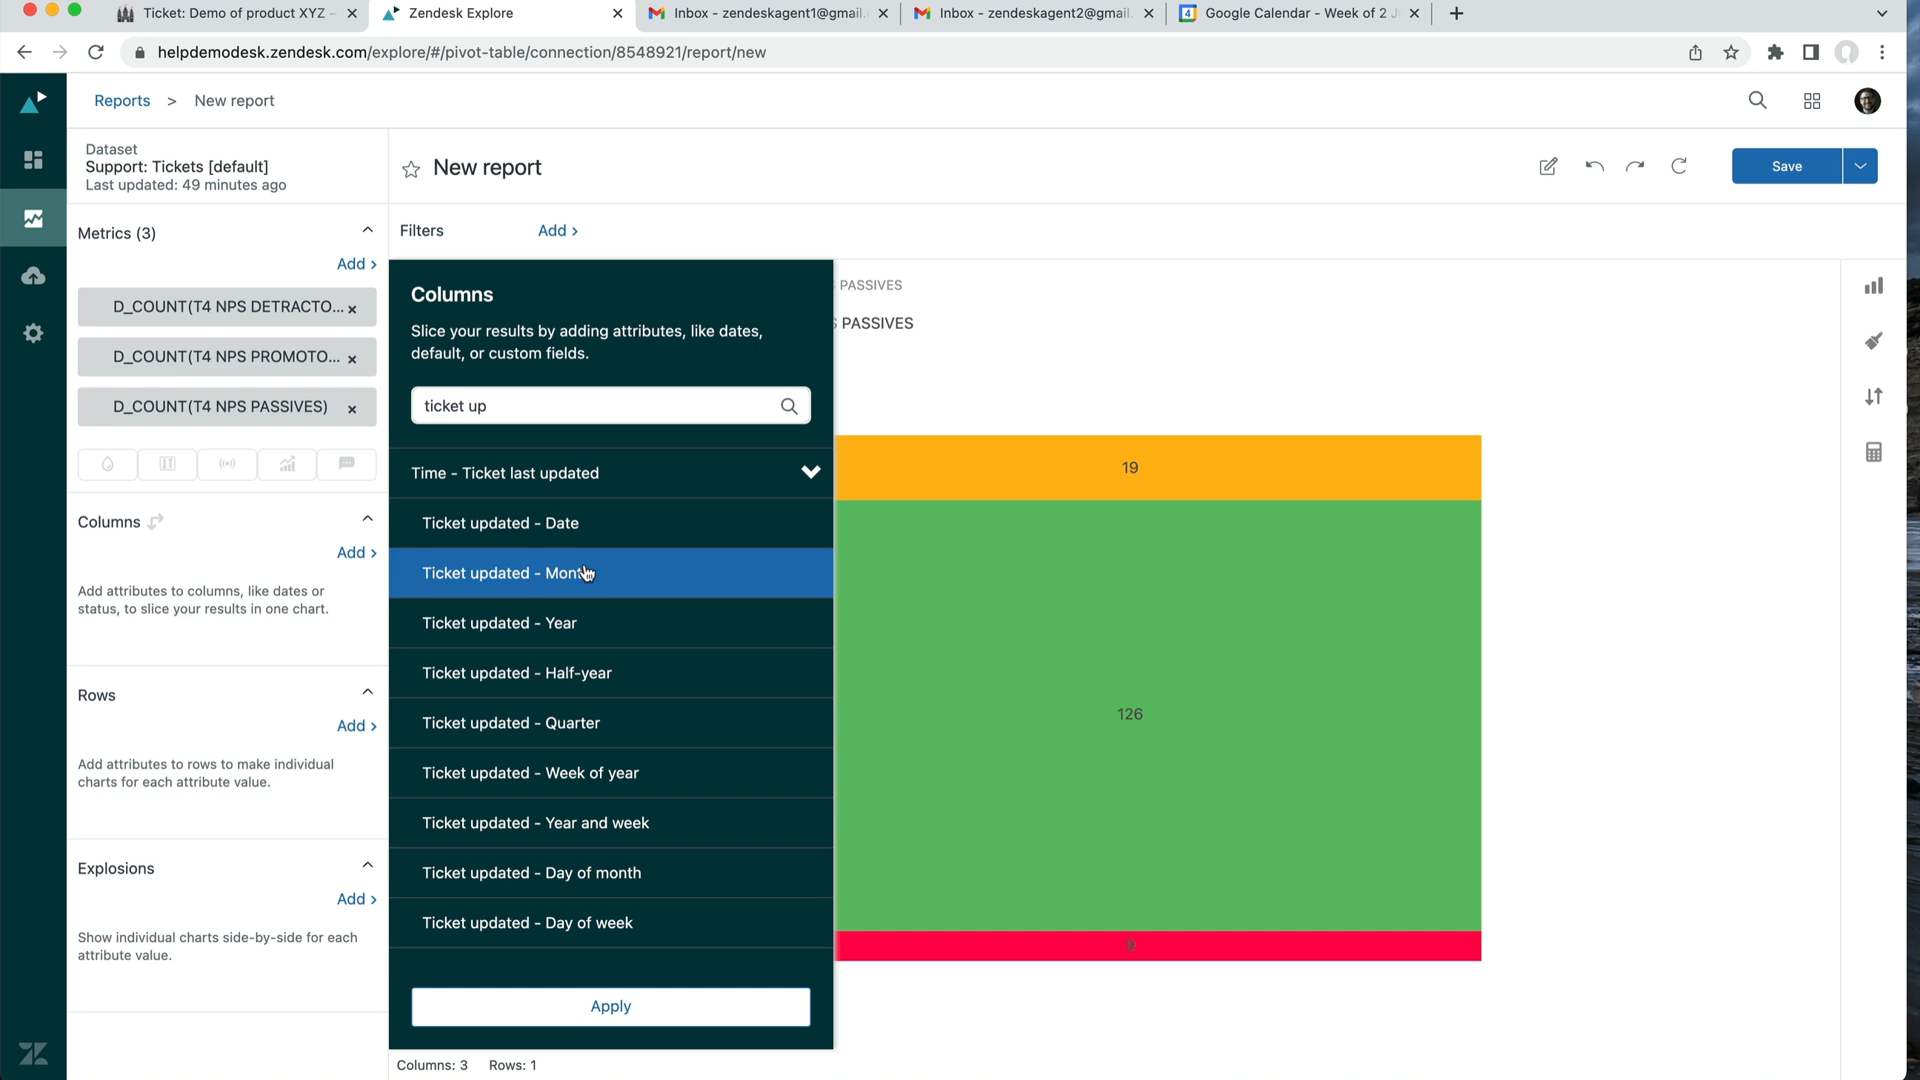 Ticket: Demo of product XYZ –
Zendesk Explore
Inbox - zendeskagent1@gmail.
Inbox - zendeskagent2@gmail.
4
Google Calendar - Week of 2 J
helpdemodesk.zendesk.com/explore/#/pivot-table/connection/8548921/report/new
Reports > New report
Dataset
Support: Tickets [default]
Last updated: 49 minutes ago
New report
Save
Metrics (3)
Add >
Filters
Add >
D_COUNT(T4 NPS DETRACTO... ×
D_COUNT(T4 NPS PROMOTO... ×
D_COUNT(T4 NPS PASSIVES) ×
Columns
Add >
Add attributes to columns, like dates or
status, to slice your results in one chart.
Rows
Add >
Add attributes to rows to make individual
charts for each attribute value.
Explosions
Add >
Show individual charts side-by-side for each
attribute value.
Columns
Slice your results by adding attributes, like dates,
default, or custom fields.
ticket up
Time - Ticket last updated
Ticket updated - Date
Ticket updated - Month
Ticket updated - Year
Ticket updated - Half-year
Ticket updated - Quarter
Ticket updated - Week of year
Ticket updated - Year and week
Ticket updated - Day of month
Ticket updated - Day of week
Apply
PASSIVES
PASSIVES
19
126
Columns: 3 Rows: 1